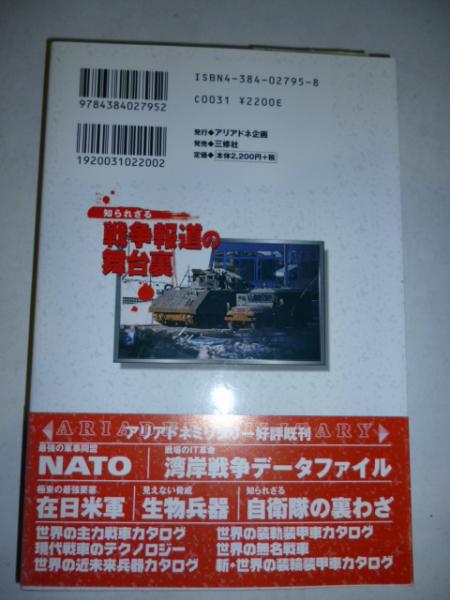 ISBN4-384-02795-8
C0031 ¥2200E
9784384027952
1920031022002
発行◆アリアドネ企画
発売◆三修社
定価◆本体2,200円+税
知られざる
戦争報道の
舞台裏
アリアドネミリタリー好評既刊
最強の軍事同盟
NATO
戦場のIT革命
湾岸戦争データファイル
極東の最強要塞
在日米軍
見えない脅威
生物兵器
知られざる
自衛隊の裏わざ
世界の主力戦車カタログ
世界の装軌装甲車カタログ
現代戦車のテクノロジー
世界の無名戦車
世界の近未来兵器カタログ
新・世界の装輪装甲車カタログ